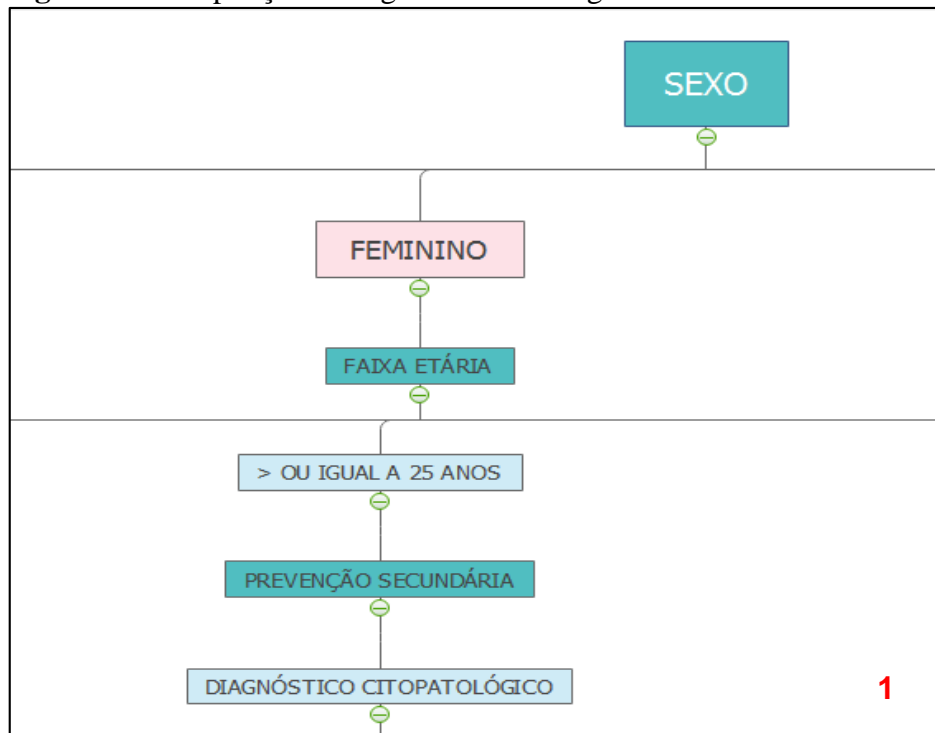 SEXO
FEMININO
FAIXA ETÁRIA
> OU IGUAL A 25 ANOS
PREVENÇÃO SECUNDÁRIA
DIAGNÓSTICO CITOPATOLÓGICO
1